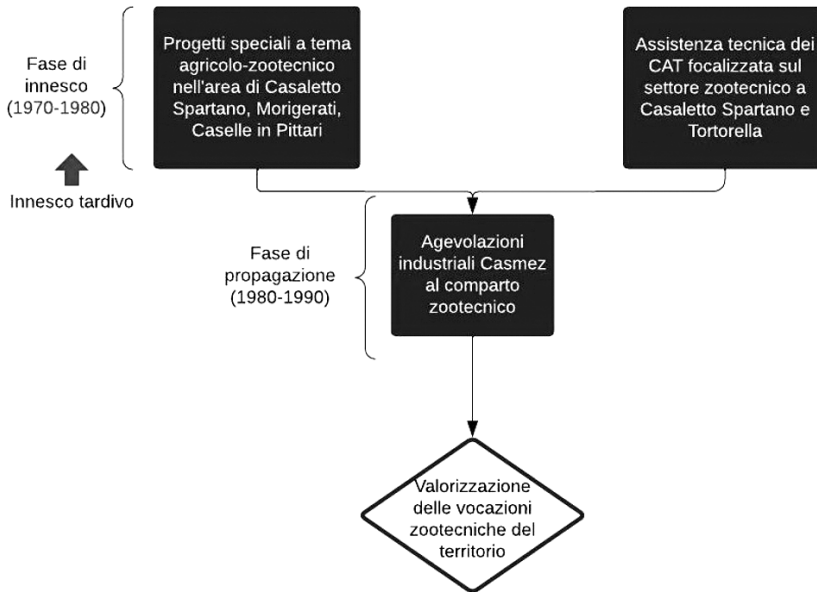 Fase di
innesco
(1970-1980)
Innesco tardivo
Progetti speciali a tema
agricolo-zootecnico
nell'area di Casaletto
Spartano, Morigerati,
Caselle in Pittari
Assistenza tecnica dei
CAT focalizzata sul
settore zootecnico a
Casaletto Spartano e
Tortorella
Fase di
propagazione
(1980-1990)
Agevolazioni
industriali Casmez
al comparto
zootecnico
Valorizzazione
delle vocazioni
zootecniche del
territorio